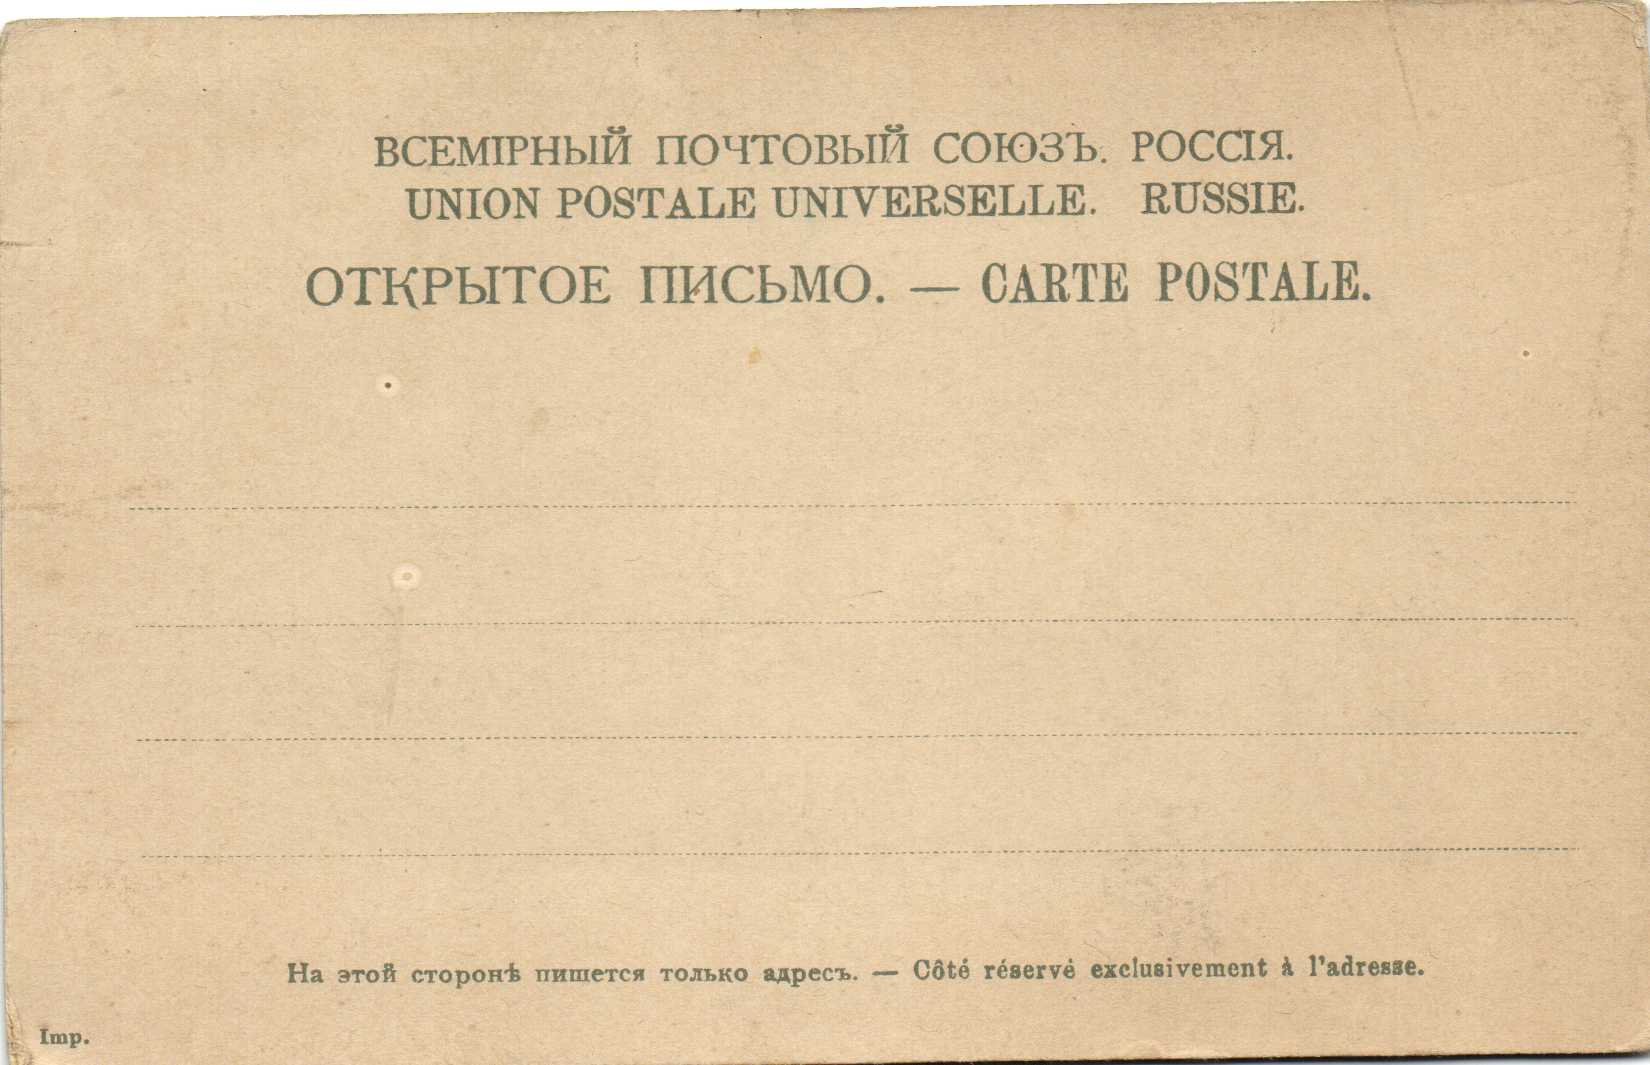 ВСЕМІРНЫЙ ПОЧТОВЫЙ СОЮЗЪ. РОССІЯ.
UNION POSTALE UNIVERSELLE. RUSSIE.
ОТКРЫТОЕ ПИСЬМО. — CARTE POSTALE.
На этой сторонѣ пишется только адресъ. — Côté réservé exclusivement à l'adresse.
Imp.